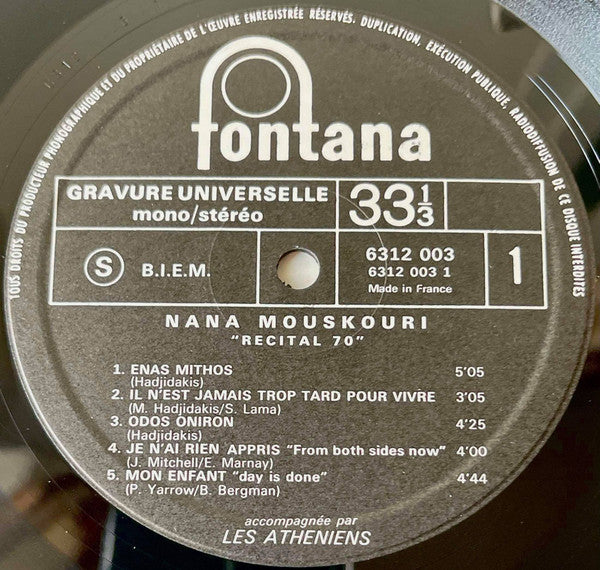 TOUS DROITS DU PRODUCTEUR PHONOGRAPHIQUE ET DU PROPRIÉTAIRE DE L'ŒUVRE ENREGISTRÉE RÉSERVÉS. DUPLICATION, EXÉCUTION PUBLIQUE, RADIODIFFUSION DE CE DISQUE INTERDITES
fontana
GRAVURE UNIVERSELLE
mono/stéréo
33 1/3
S B.I.E.M.
6312 003
6312 003 1
Made in France
1
NANA MOUSKOURI
"RECITAL 70"
1. ENAS MITHOS 5'05
(Hadjidakis)
2. IL N'EST JAMAIS TROP TARD POUR VIVRE 3'05
(M. Hadjidakis/S. Lama)
3. ODOS ONIRON 4'25
(Hadjidakis)
4. JE N'AI RIEN APPRIS "From both sides now" 4'00
(J. Mitchell/E. Marnay)
5. MON ENFANT "day is done" 4'44
(P. Yarrow/B. Bergman)
accompagnée par
LES ATHENIENS